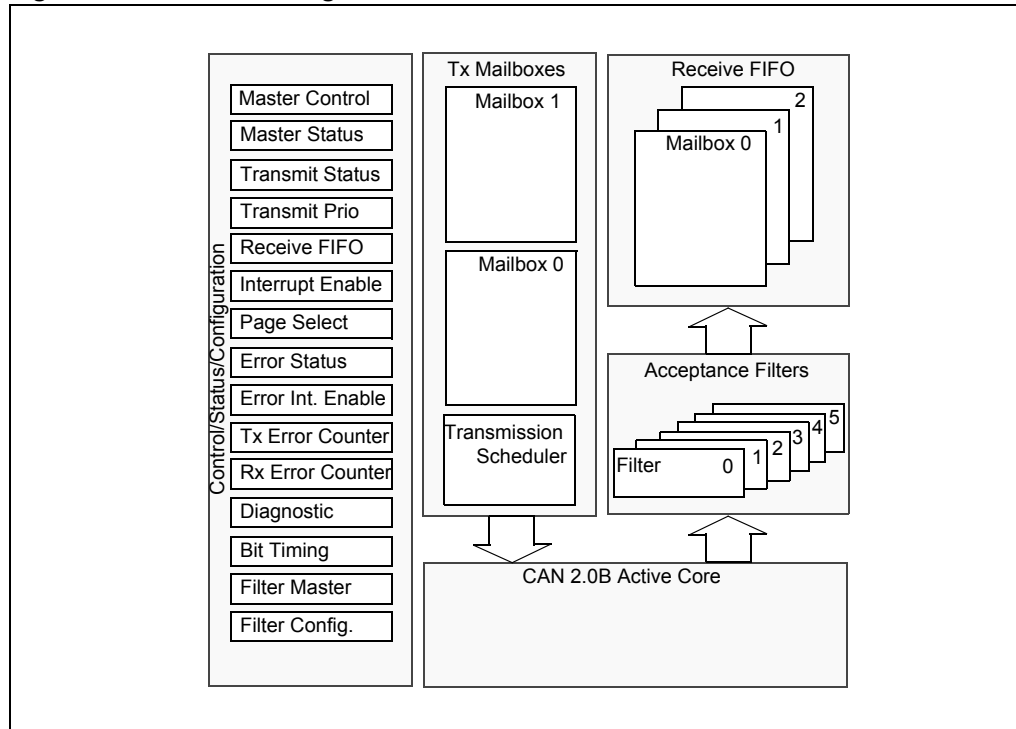 Control/Status/Configuration
Master Control
Master Status
Transmit Status
Transmit Prio
Receive FIFO
Interrupt Enable
Page Select
Error Status
Error Int. Enable
Tx Error Counter
Rx Error Counter
Diagnostic
Bit Timing
Filter Master
Filter Config.
Tx Mailboxes
Mailbox 1
Mailbox 0
Transmission
Scheduler
Receive FIFO
2
1
Mailbox 0
Acceptance Filters
5
4
3
2
1
Filter 0
CAN 2.0B Active Core